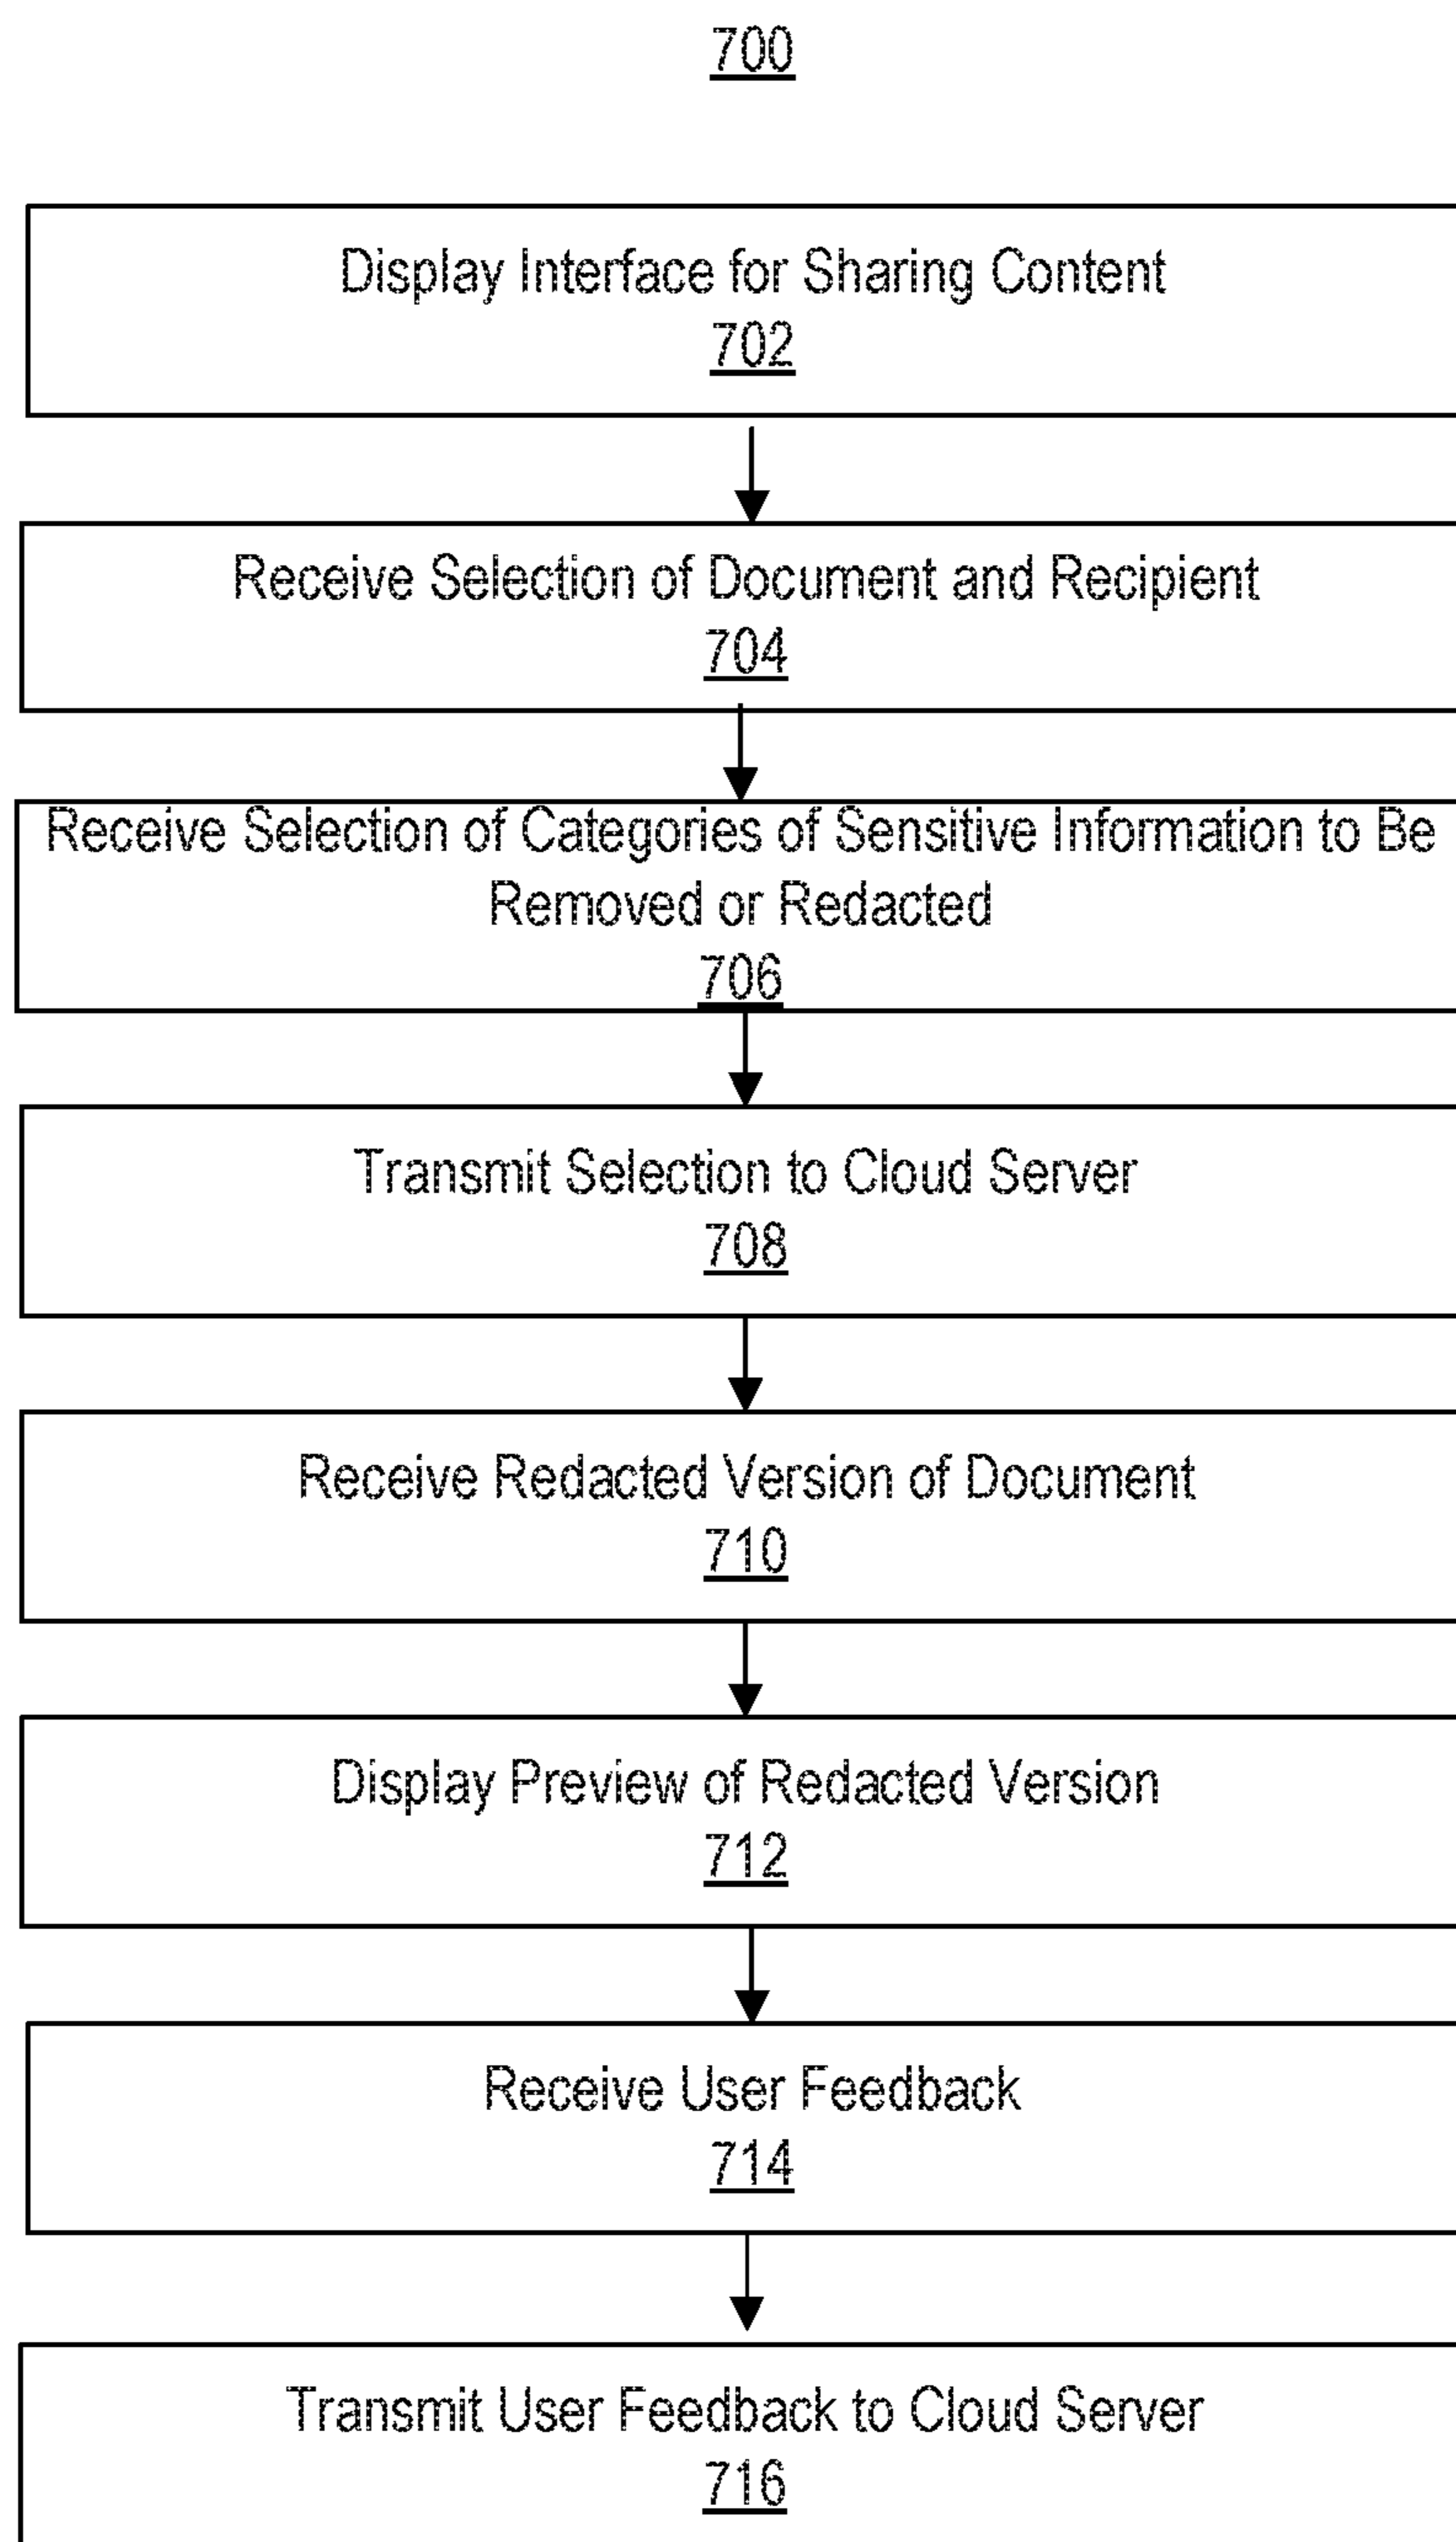 700
Display Interface for Sharing Content
702
Receive Selection of Document and Recipient
704
Receive Selection of Categories of Sensitive Information to Be
Removed or Redacted
706
Transmit Selection to Cloud Server
708
Receive Redacted Version of Document
710
Display Preview of Redacted Version
712
Receive User Feedback
714
Transmit User Feedback to Cloud Server
716